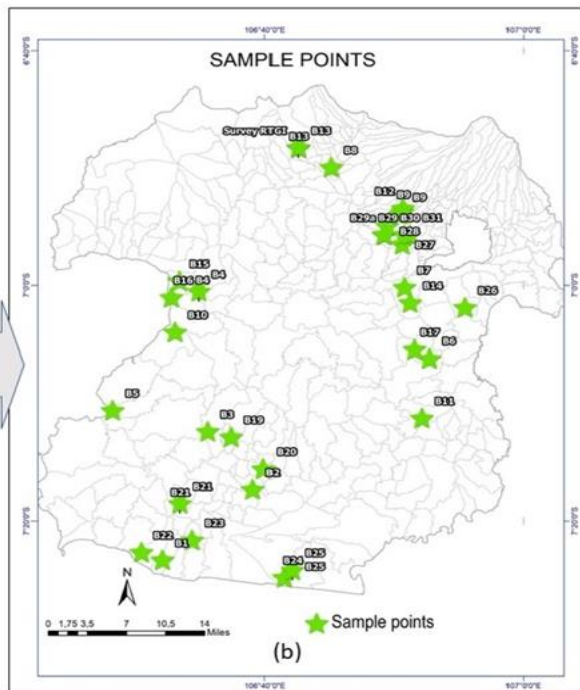 106°40'0"E 107°0'0"E
6°40' 6°40'
SAMPLE POINTS
Survey RTGI B13 B13
B8
B12 B9 B9
B29a B29 B30 B31
B28
B27
B15
B16 B4 B4
B7
7°0'0"S 7°0'0"S
B14
B26
B10
B17
B6
B5
B3
B19
B11
B20
B2
B21
B21
7°20'0"S 7°20'0"S
B23
B22
B1
B25
B24
B25
N
0 1,75 3,5 7 10,5 14
Miles
Sample points
(b)
106°40'0"E 107°0'0"E